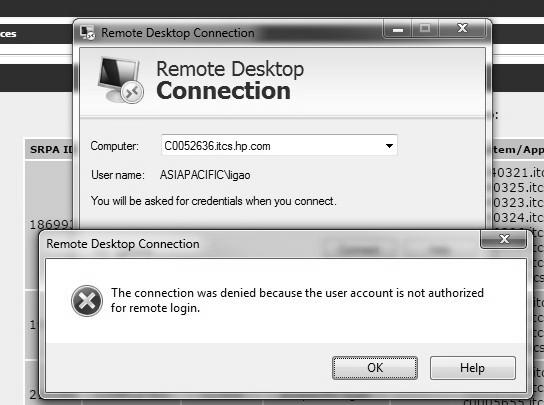 Remote Desktop Connection
ces
Remote Desktop
Connection
Computer: C0052636.itcs.hp.com
User name: ASIAPACIFIC\ligao
You will be asked for credentials when you connect.
SRPA ID
tem/App
40321.itc
0325.itc
0323.itc
0324.itc
18699
Remote Desktop Connection
The connection was denied because the user account is not authorized
for remote login.
OK Help
c0005655.itc